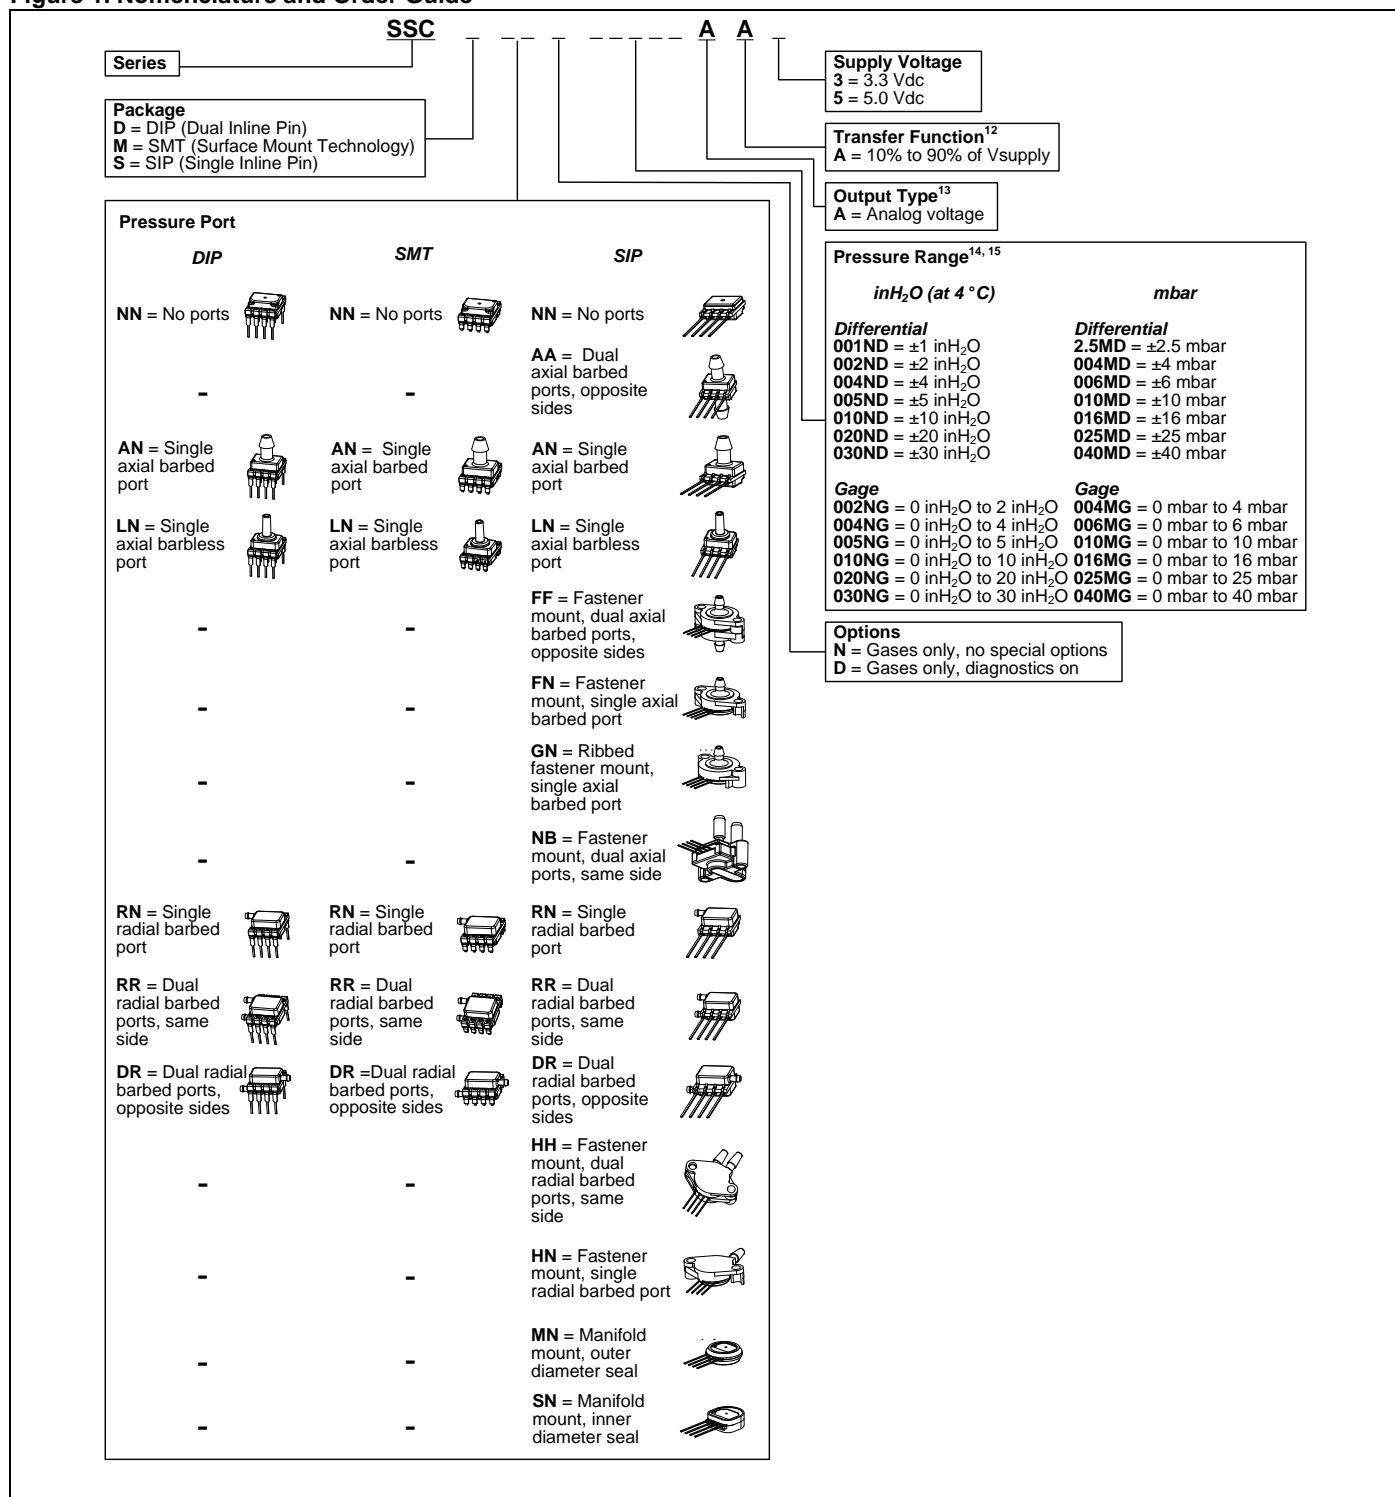 SSC A A
Series
Package
D = DIP (Dual Inline Pin)
M = SMT (Surface Mount Technology)
S = SIP (Single Inline Pin)
Supply Voltage
3 = 3.3 Vdc
5 = 5.0 Vdc
Transfer Function12
A = 10% to 90% of Vsupply
Output Type13
A = Analog voltage
Pressure Port
DIP SMT SIP
NN = No ports
NN = No ports
NN = No ports
-
-
AA = Dual
axial barbed
ports, opposite
sides
AN = Single
axial barbed
port
AN = Single
axial barbed
port
AN = Single
axial barbed
port
LN = Single
axial barbless
port
LN = Single
axial barbless
port
LN = Single
axial barbless
port
-
-
FF = Fastener
mount, dual axial
barbed ports,
opposite sides
-
-
FN = Fastener
mount, single axial
barbed port
-
-
GN = Ribbed
fastener mount,
single axial
barbed port
-
-
NB = Fastener
mount, dual axial
ports, same side
RN = Single
radial barbed
port
RN = Single
radial barbed
port
RN = Single
radial barbed
port
RR = Dual
radial barbed
ports, same
side
RR = Dual
radial barbed
ports, same
side
RR = Dual
radial barbed
ports, same
side
DR = Dual radial
barbed ports,
opposite sides
DR =Dual radial
barbed ports,
opposite sides
DR = Dual
radial barbed
ports, opposite
sides
-
-
HH = Fastener
mount, dual
radial barbed
ports, same
side
-
-
HN = Fastener
mount, single
radial barbed port
-
-
MN = Manifold
mount, outer
diameter seal
-
-
SN = Manifold
mount, inner
diameter seal
Pressure Range14, 15
inH2O (at 4 °C) mbar
Differential Differential
001ND = ±1 inH2O 2.5MD = ±2.5 mbar
002ND = ±2 inH2O 004MD = ±4 mbar
004ND = ±4 inH2O 006MD = ±6 mbar
005ND = ±5 inH2O 010MD = ±10 mbar
010ND = ±10 inH2O 016MD = ±16 mbar
020ND = ±20 inH2O 025MD = ±25 mbar
030ND = ±30 inH2O 040MD = ±40 mbar
Gage Gage
002NG = 0 inH2O to 2 inH2O 004MG = 0 mbar to 4 mbar
004NG = 0 inH2O to 4 inH2O 006MG = 0 mbar to 6 mbar
005NG = 0 inH2O to 5 inH2O 010MG = 0 mbar to 10 mbar
010NG = 0 inH2O to 10 inH2O 016MG = 0 mbar to 16 mbar
020NG = 0 inH2O to 20 inH2O 025MG = 0 mbar to 25 mbar
030NG = 0 inH2O to 30 inH2O 040MG = 0 mbar to 40 mbar
Options
N = Gases only, no special options
D = Gases only, diagnostics on